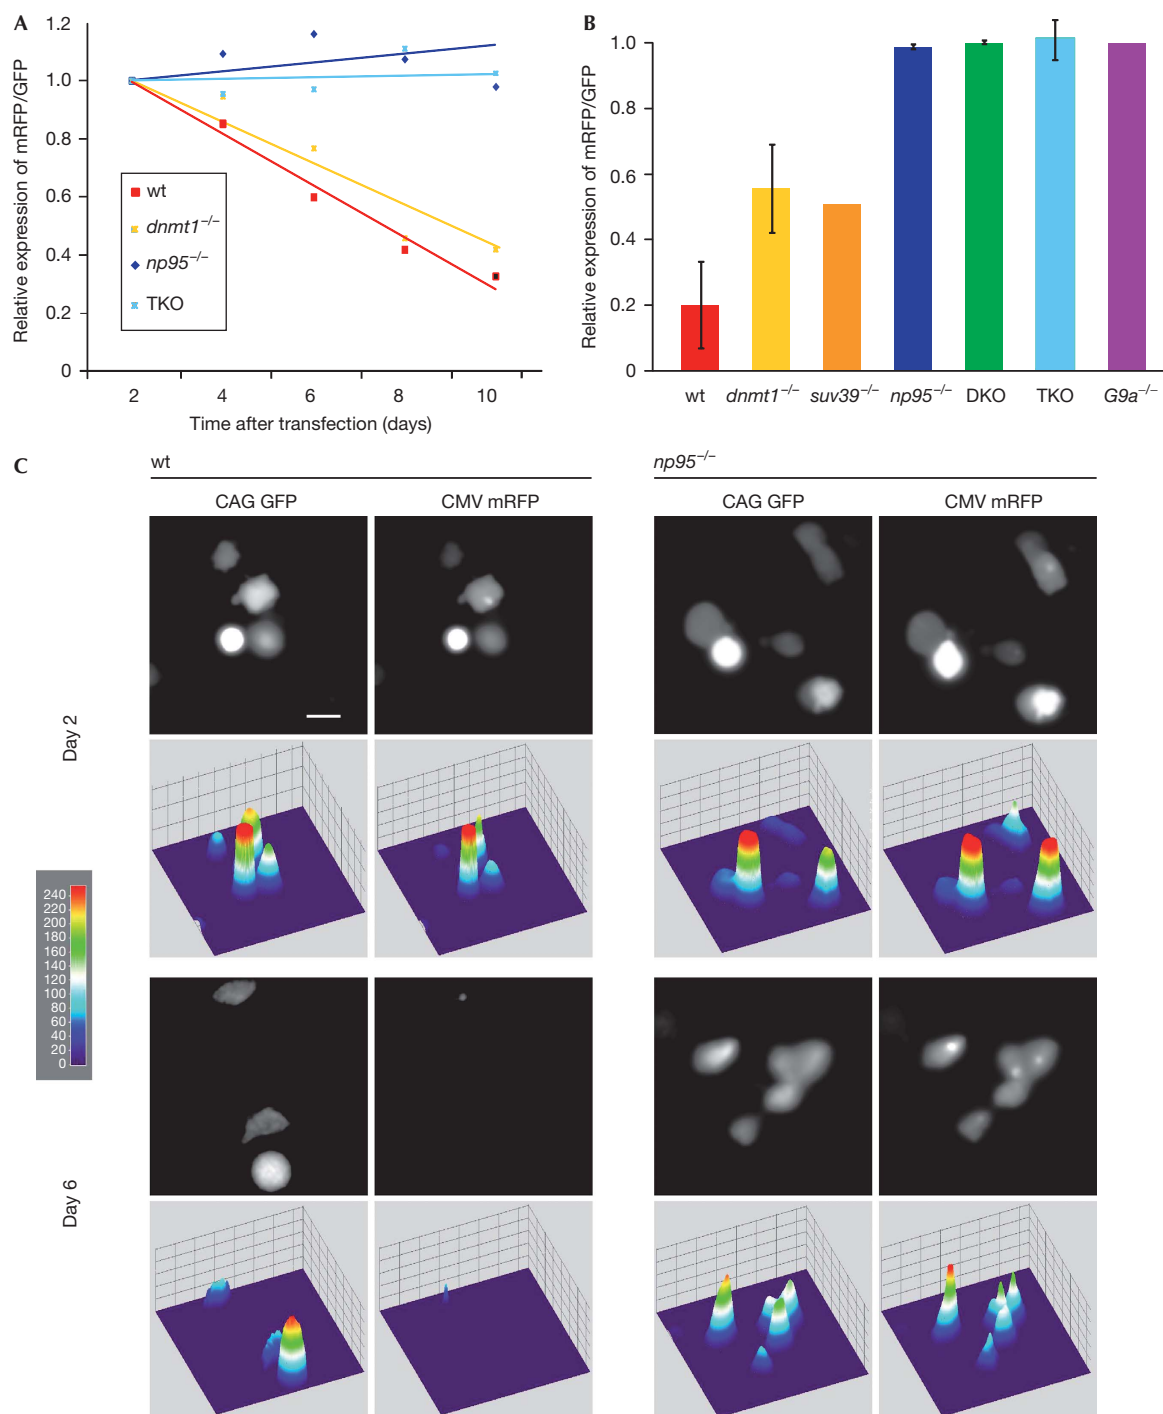 A
Relative expression of mRFP/GFP
1.2
1.0
0.8
0.6
0.4
0.2
0
wt
dnmt1−/−
np95−/−
TKO
2 4 6 8 10
Time after transfection (days)
B
Relative expression of mRFP/GFP
1.0
0.8
0.6
0.4
0.2
0
wt dnmt1−/− suv39−/− np95−/− DKO TKO G9a−/−
C
wt
np95−/−
CAG GFP
CMV mRFP
CAG GFP
CMV mRFP
Day 2
240
220
200
180
160
140
120
100
80
60
40
20
0
Day 6